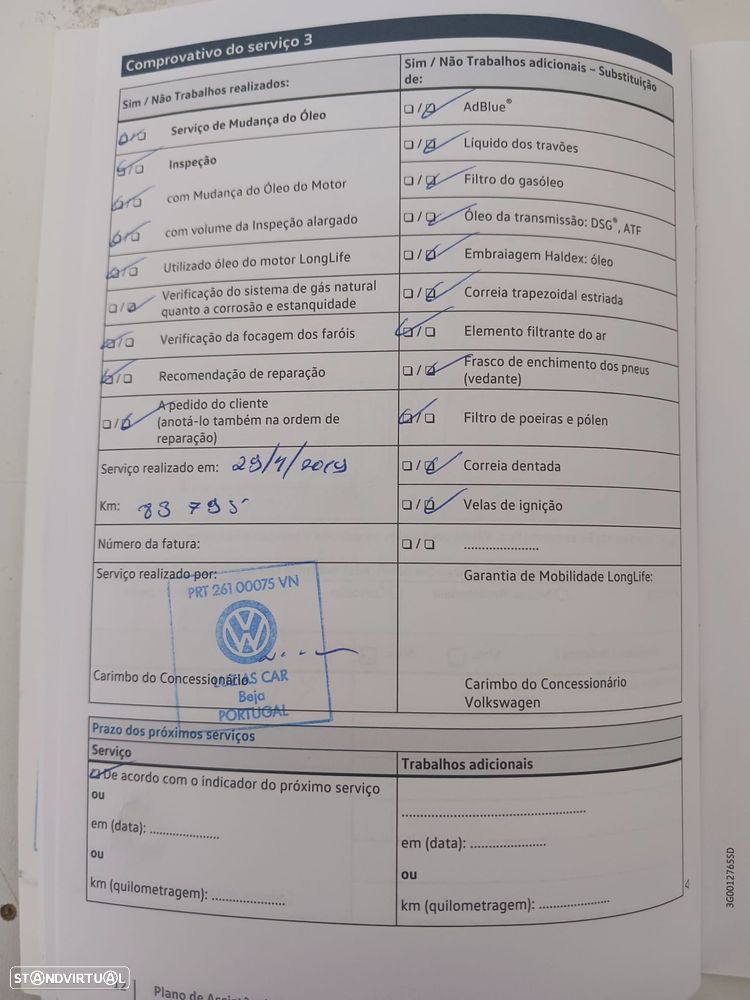 Comprovativo do serviço 3
Sim / Não Trabalhos realizados:
Serviço de Mudança do Óleo
Inspeção
com Mudança do Óleo do Motor
com volume da Inspeção alargado
Utilizado óleo do motor LongLife
Verificação do sistema de gás natural
quanto a corrosão e estanquidade
Verificação da focagem dos faróis
Recomendação de reparação
A pedido do cliente
(anotá-lo também na ordem de
reparação)
Serviço realizado em: 29/4/2019
Km: 83 795
Número da fatura:
Serviço realizado por:
PRT 261 00075 VN
CAR
Beja
PORTUGAL
Carimbo do Concessionário
Sim / Não Trabalhos adicionais – Substituição
de:
AdBlue®
Líquido dos travões
Filtro do gasóleo
Óleo da transmissão: DSG®, ATF
Embraiagem Haldex: óleo
Correia trapezoidal estriada
Elemento filtrante do ar
Frasco de enchimento dos pneus
(vedante)
Filtro de poeiras e pólen
Correia dentada
Velas de ignição
.....................
Garantia de Mobilidade LongLife:
Carimbo do Concessionário
Volkswagen
Prazo dos próximos serviços
Serviço
De acordo com o indicador do próximo serviço
ou
em (data): ...................
ou
km (quilometragem): ....................
Trabalhos adicionais
..................................................
em (data): .....................
ou
km (quilometragem): ...................
3G0012765SD
12 Plano de
STANDVIRTUAL